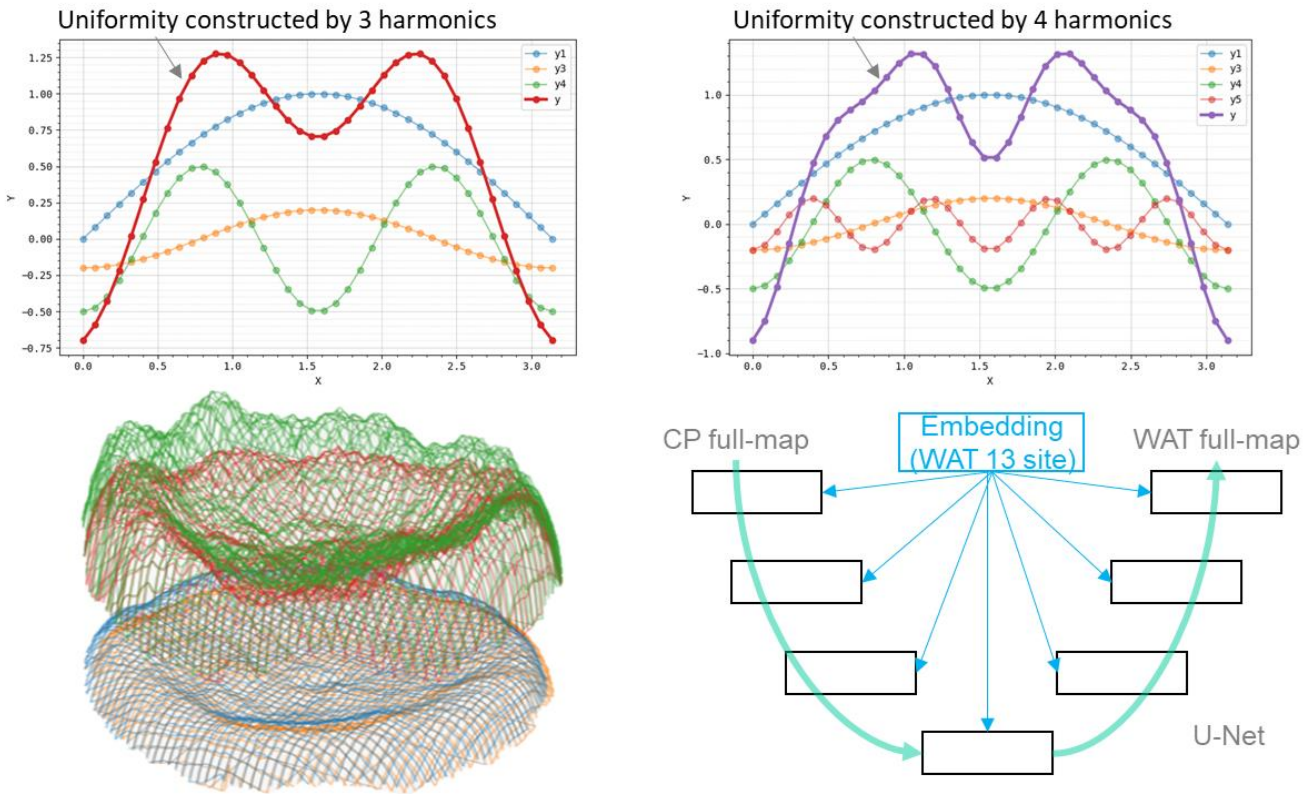 Uniformity constructed by 3 harmonics
1.25
1.00
0.75
0.50
0.25
0.00
−0.25
−0.50
−0.75
Y
0.0 0.5 1.0 1.5 2.0 2.5 3.0
X
y1
y3
y4
y
Uniformity constructed by 4 harmonics
1.0
0.5
0.0
−0.5
−1.0
Y
0.0 0.5 1.0 1.5 2.0 2.5 3.0
X
y1
y3
y4
y5
y
CP full-map
Embedding
(WAT 13 site)
WAT full-map
U-Net